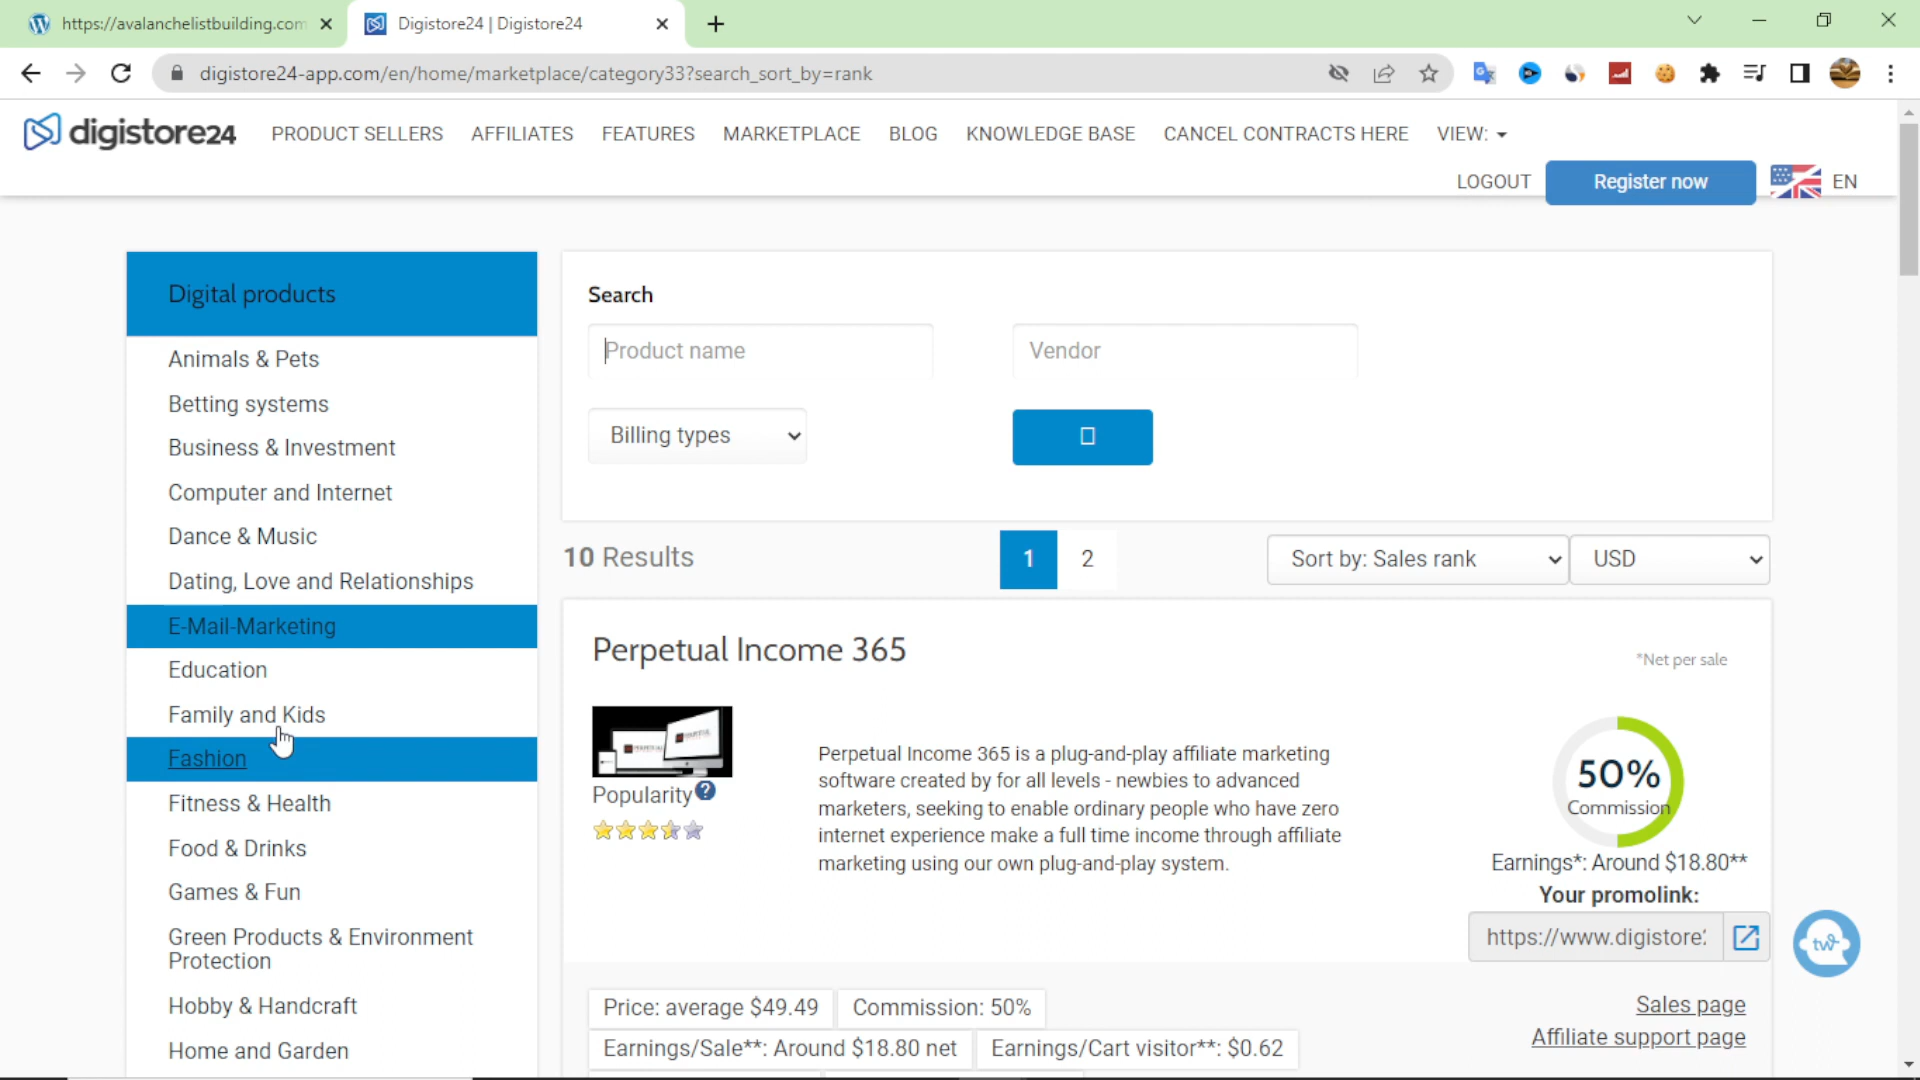 https://avalanchelistbuilding.com
Digistore24 | Digistore24
digistore24-app.com/en/home/marketplace/category33?search_sort_by=rank
digistore24
PRODUCT SELLERS
AFFILIATES
FEATURES
MARKETPLACE
BLOG
KNOWLEDGE BASE
CANCEL CONTRACTS HERE
VIEW:
LOGOUT
Register now
EN
Digital products
Animals & Pets
Betting systems
Business & Investment
Computer and Internet
Dance & Music
Dating, Love and Relationships
E-Mail-Marketing
Education
Family and Kids
Fashion
Fitness & Health
Food & Drinks
Games & Fun
Green Products & Environment
Protection
Hobby & Handcraft
Home and Garden
Search
Product name
Vendor
Billing types
10 Results
1
2
Sort by: Sales rank
USD
Perpetual Income 365
*Net per sale
Popularity
Perpetual Income 365 is a plug-and-play affiliate marketing
software created by for all levels - newbies to advanced
marketers, seeking to enable ordinary people who have zero
internet experience make a full time income through affiliate
marketing using our own plug-and-play system.
50%
Commission
Earnings*: Around $18.80**
Your promolink:
https://www.digistore2
Price: average $49.49
Commission: 50%
Earnings/Sale**: Around $18.80 net
Earnings/Cart visitor**: $0.62
Sales page
Affiliate support page